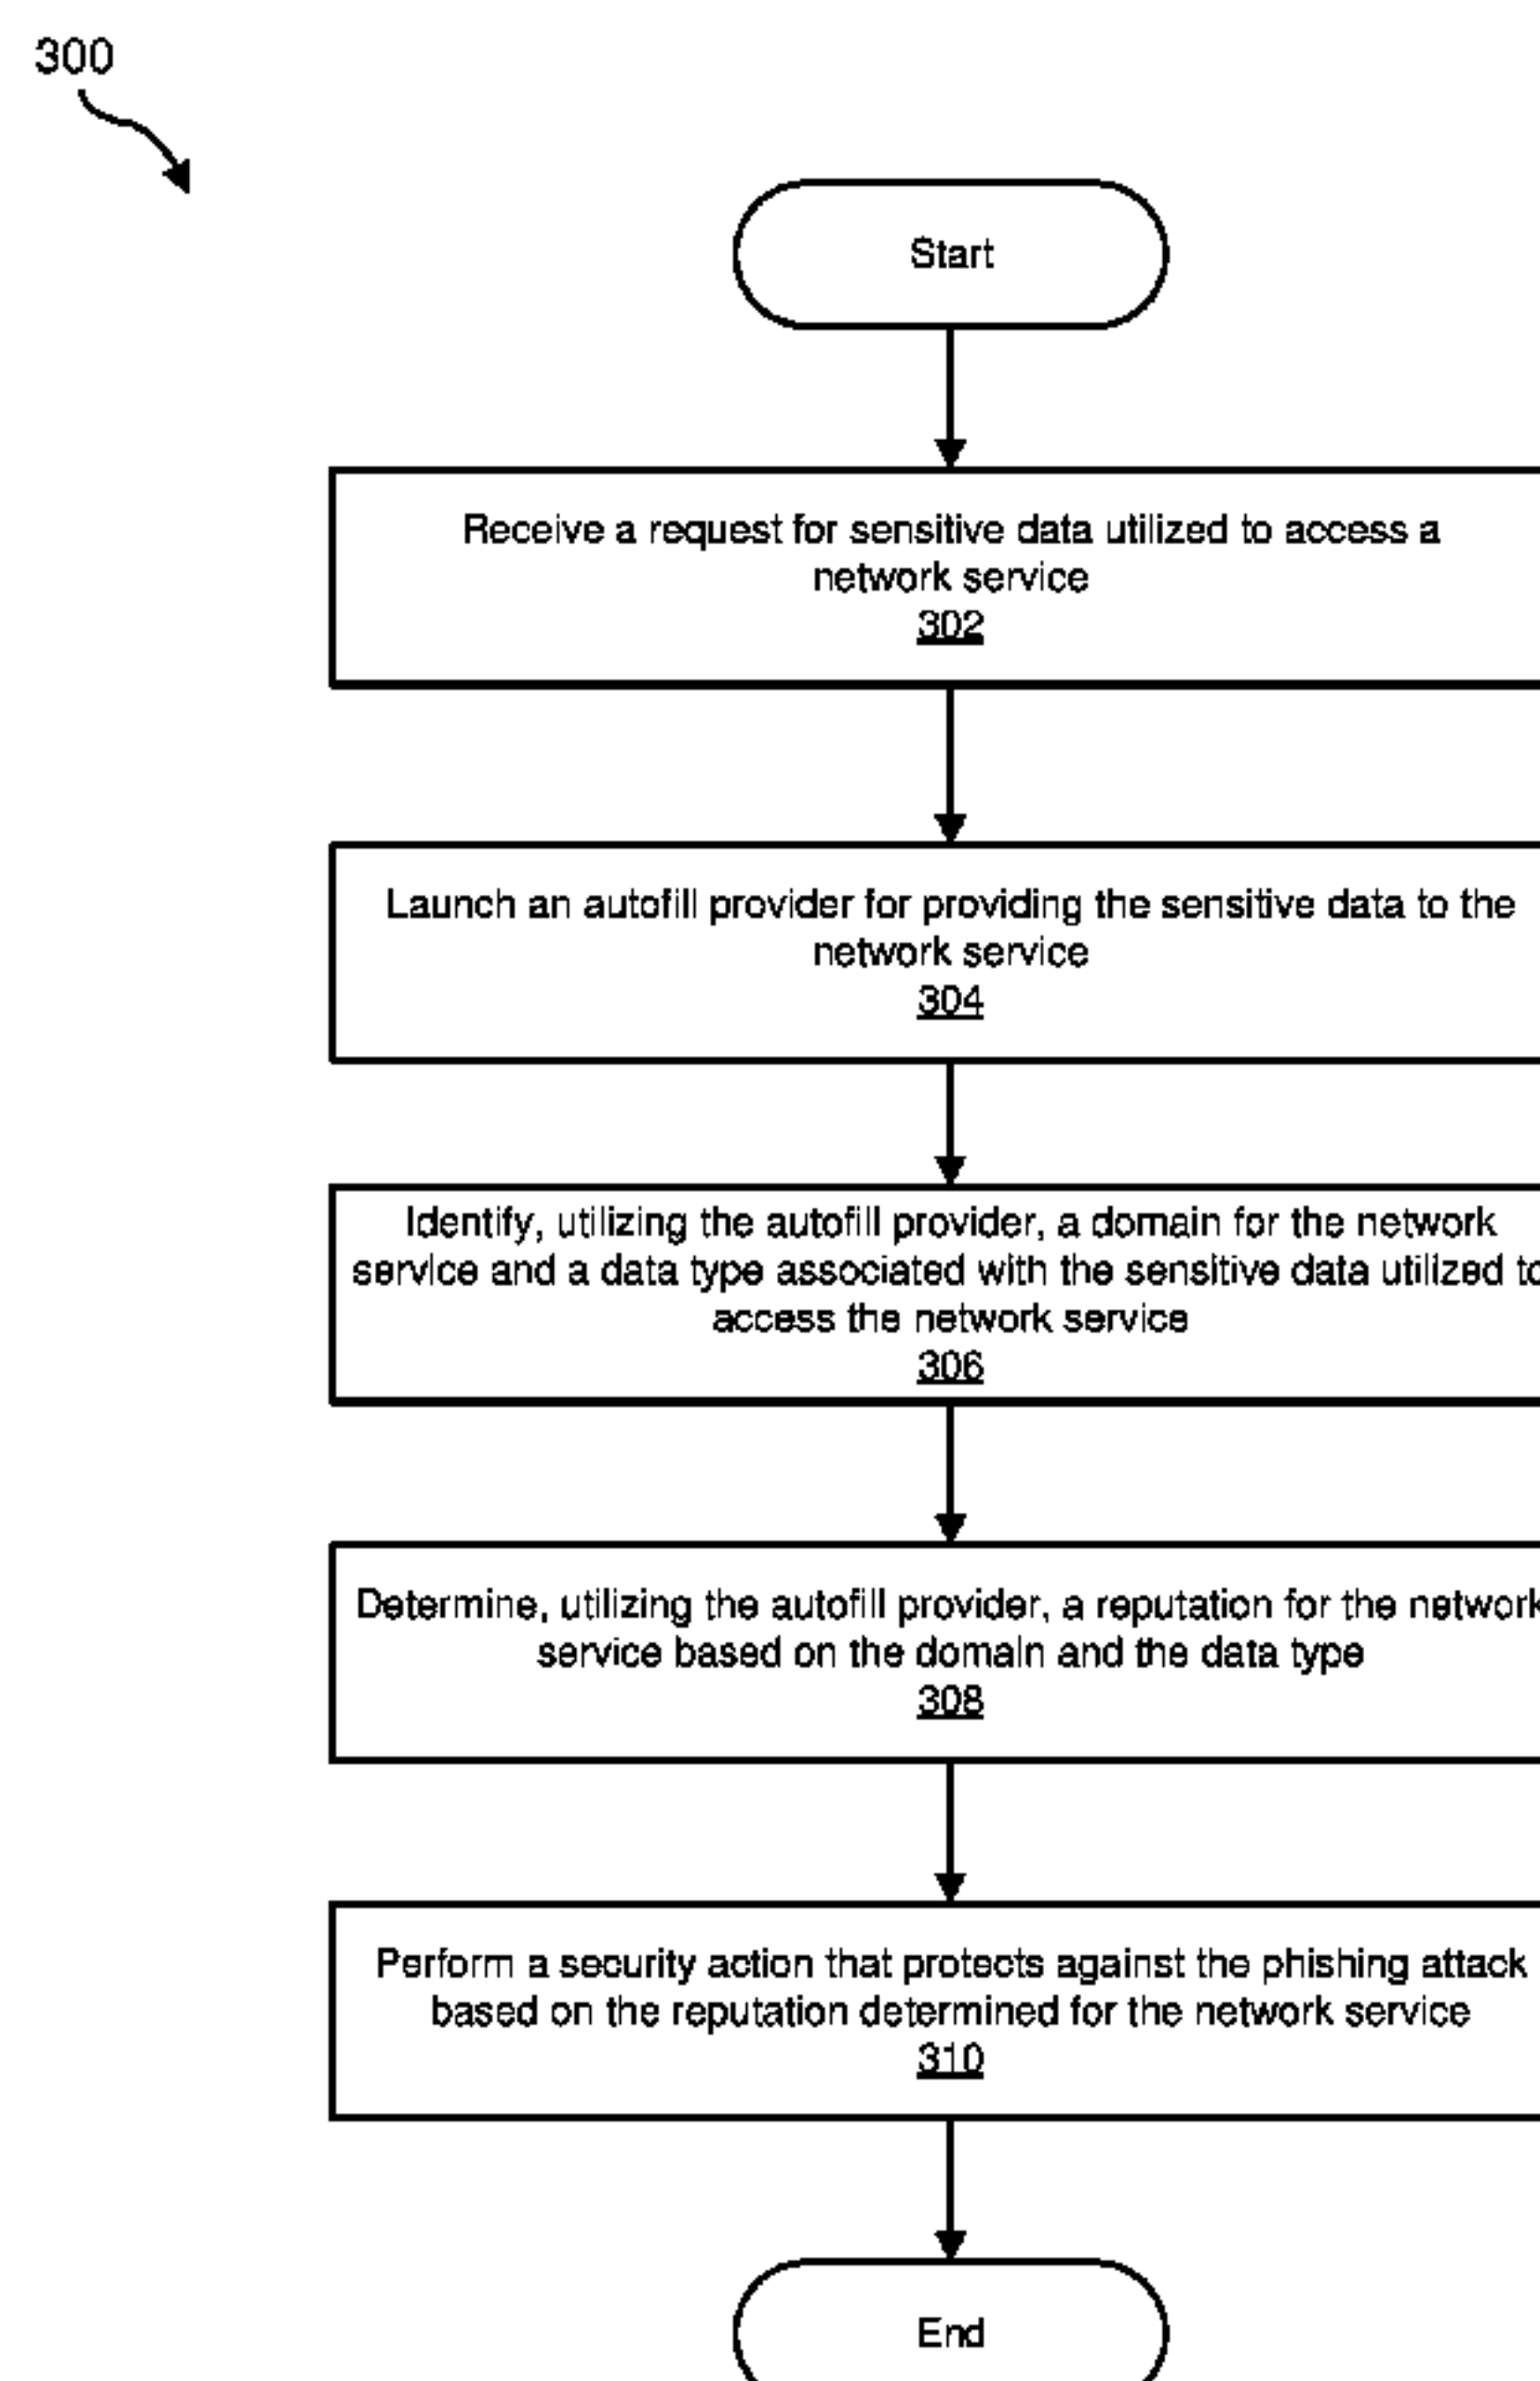 300
Start
Receive a request for sensitive data utilized to access a
network service
302
Launch an autofill provider for providing the sensitive data to the
network service
304
Identify, utilizing the autofill provider, a domain for the network
service and a data type associated with the sensitive data utilized to
access the network service
306
Determine, utilizing the autofill provider, a reputation for the network
service based on the domain and the data type
308
Perform a security action that protects against the phishing attack
based on the reputation determined for the network service
310
End